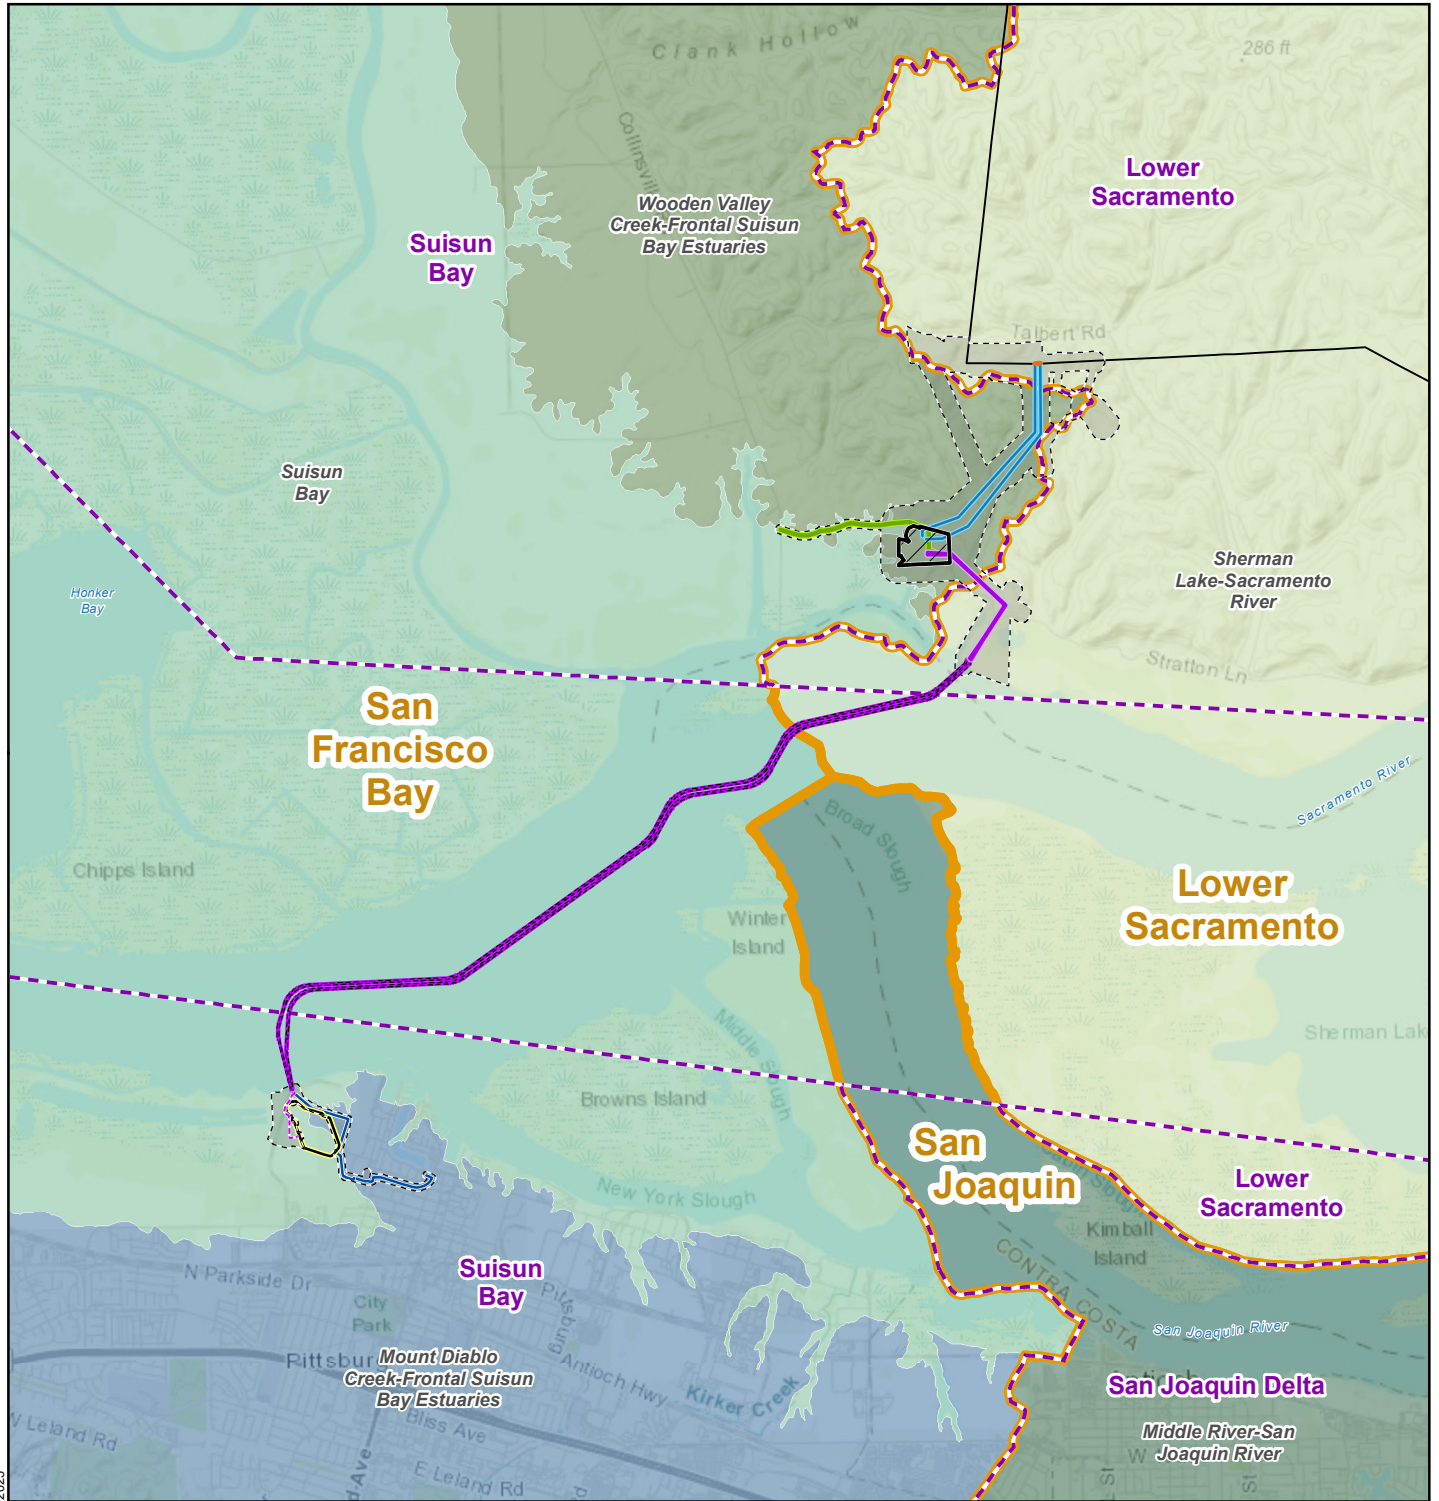 Clank Hollow
286 ft
Collinsvill
Lower
Sacramento
Wooden Valley
Creek-Frontal Suisun
Bay Estuaries
Suisun
Bay
Talbert Rd
Suisun
Bay
Sherman
Lake-Sacramento
River
Honker
Bay
Stratton Ln
San
Francisco
Bay
Sacramento River
Broad Slough
Chipps Island
Lower
Sacramento
Winter
Island
Middle Slough
Sherman Lak
Browns Island
San
Joaquin
Lower
Sacramento
New York Slough
Kimball
Island
CONTRA COSTA
N Parkside Dr
Suisun
Bay
City
Park
Pittsburg
San Joaquin River
Pittsburg
Mount Diablo
Creek-Frontal Suisun
Bay Estuaries
Antioch Hwy
Kirker Creek
San Joaquin Delta
Bliss Ave
W Leland Rd
Middle River-San
Joaquin River
W
E Leland Rd
d Ave
St
St